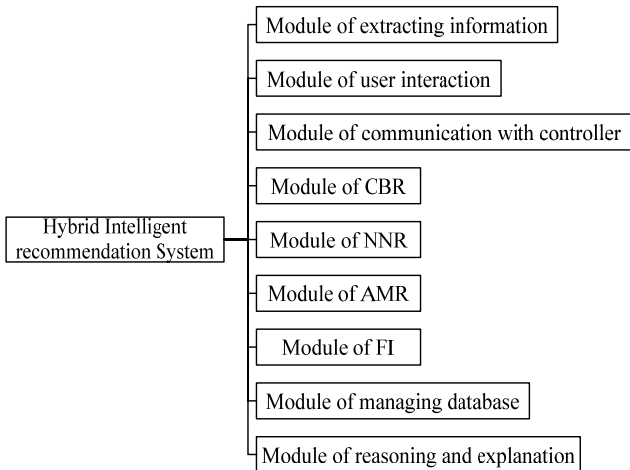 Module of extracting information
Module of user interaction
Module of communication with controller
Module of CBR
Hybrid Intelligent
recommendation System
Module of NNR
Module of AMR
Module of FI
Module of managing database
Module of reasoning and explanation